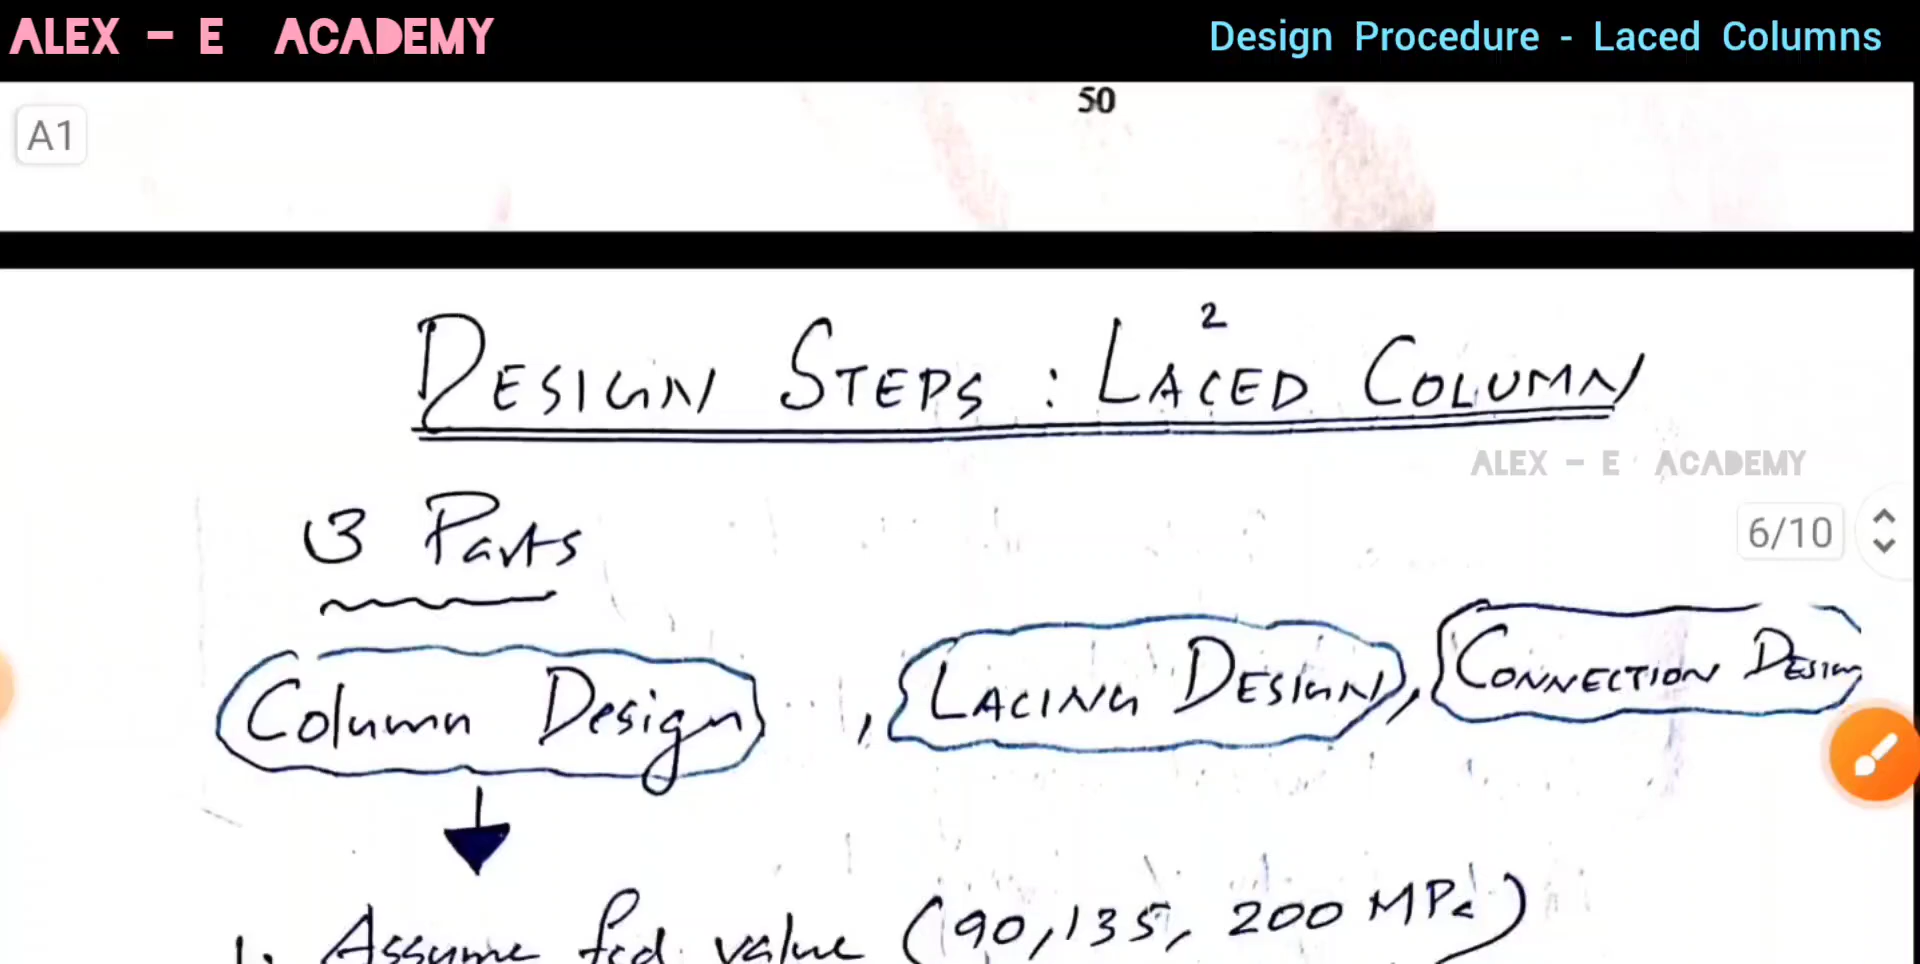 ALEX - E ACADEMY
Design Procedure - Laced Columns
50
A1
2
DESIGN STEPS : LACED COLUMN
ALEX - E ACADEMY
3 Parts
6/10
Column Design , LACING DESIGN , CONNECTION DESIGN
1. Assume fcd value (90, 135, 200 MPa)